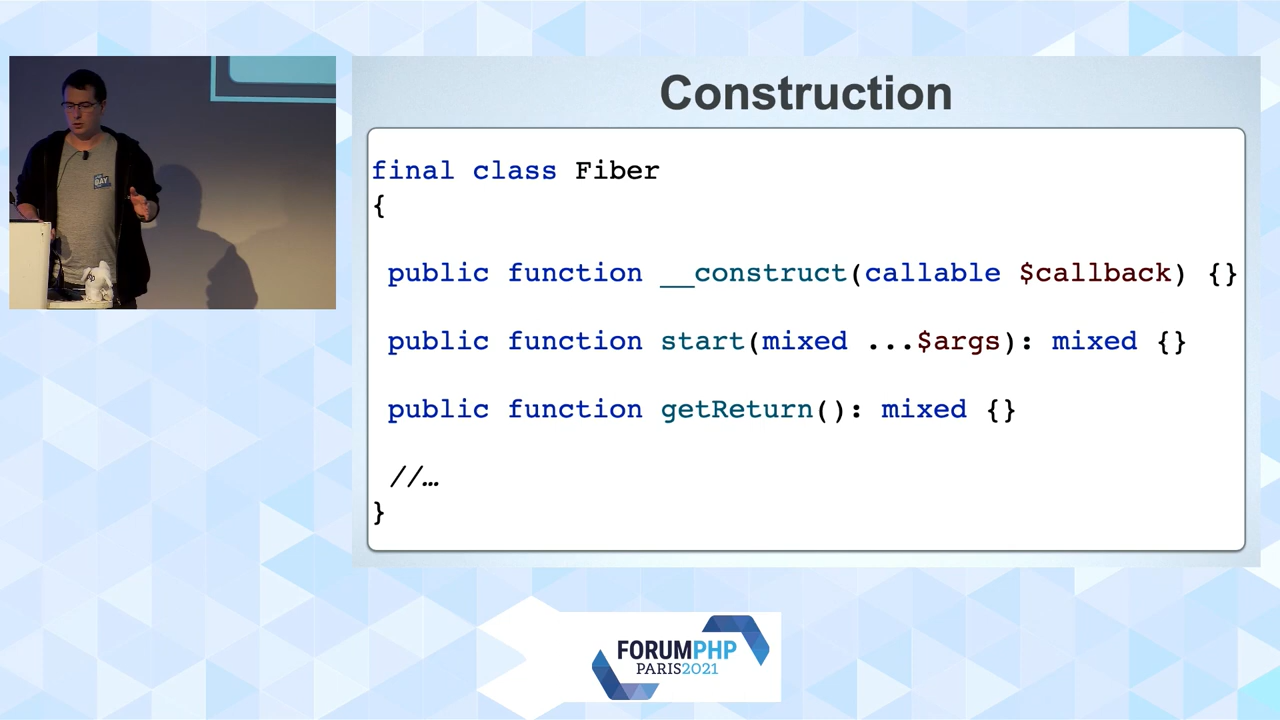 Construction
final class Fiber
{
public function __construct(callable $callback) {}
public function start(mixed ...$args): mixed {}
public function getReturn(): mixed {}
//…
}
FORUMPHP
PARIS2021